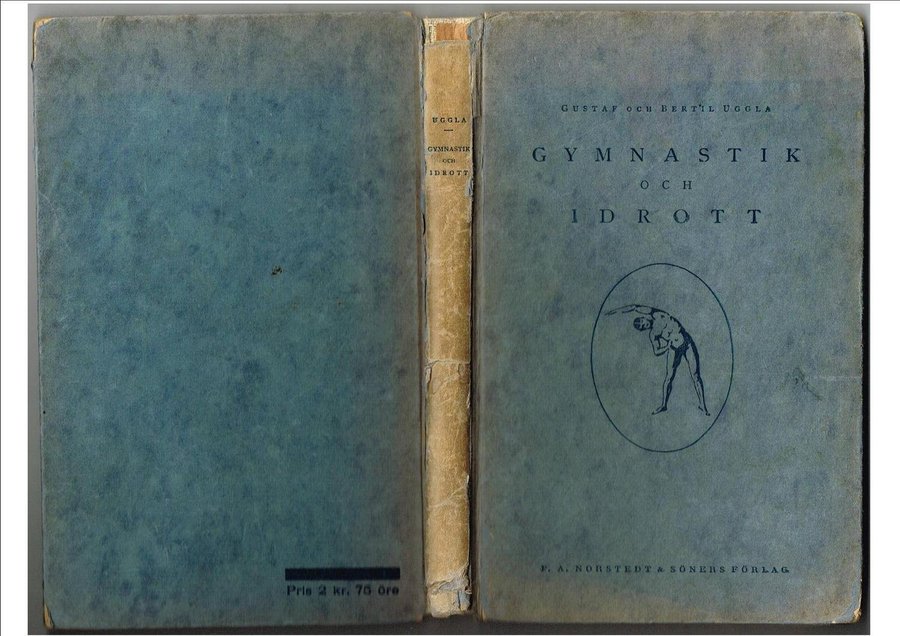 GUSTAF OCH BERTIL UGGLA
GYMNASTIK
OCH
IDROTT
P. A. NORSTEDT & SÖNERS FÖRLAG
UGGLA
GYMNASTIK
OCH
IDROTT
Pris 2 kr. 75 öre